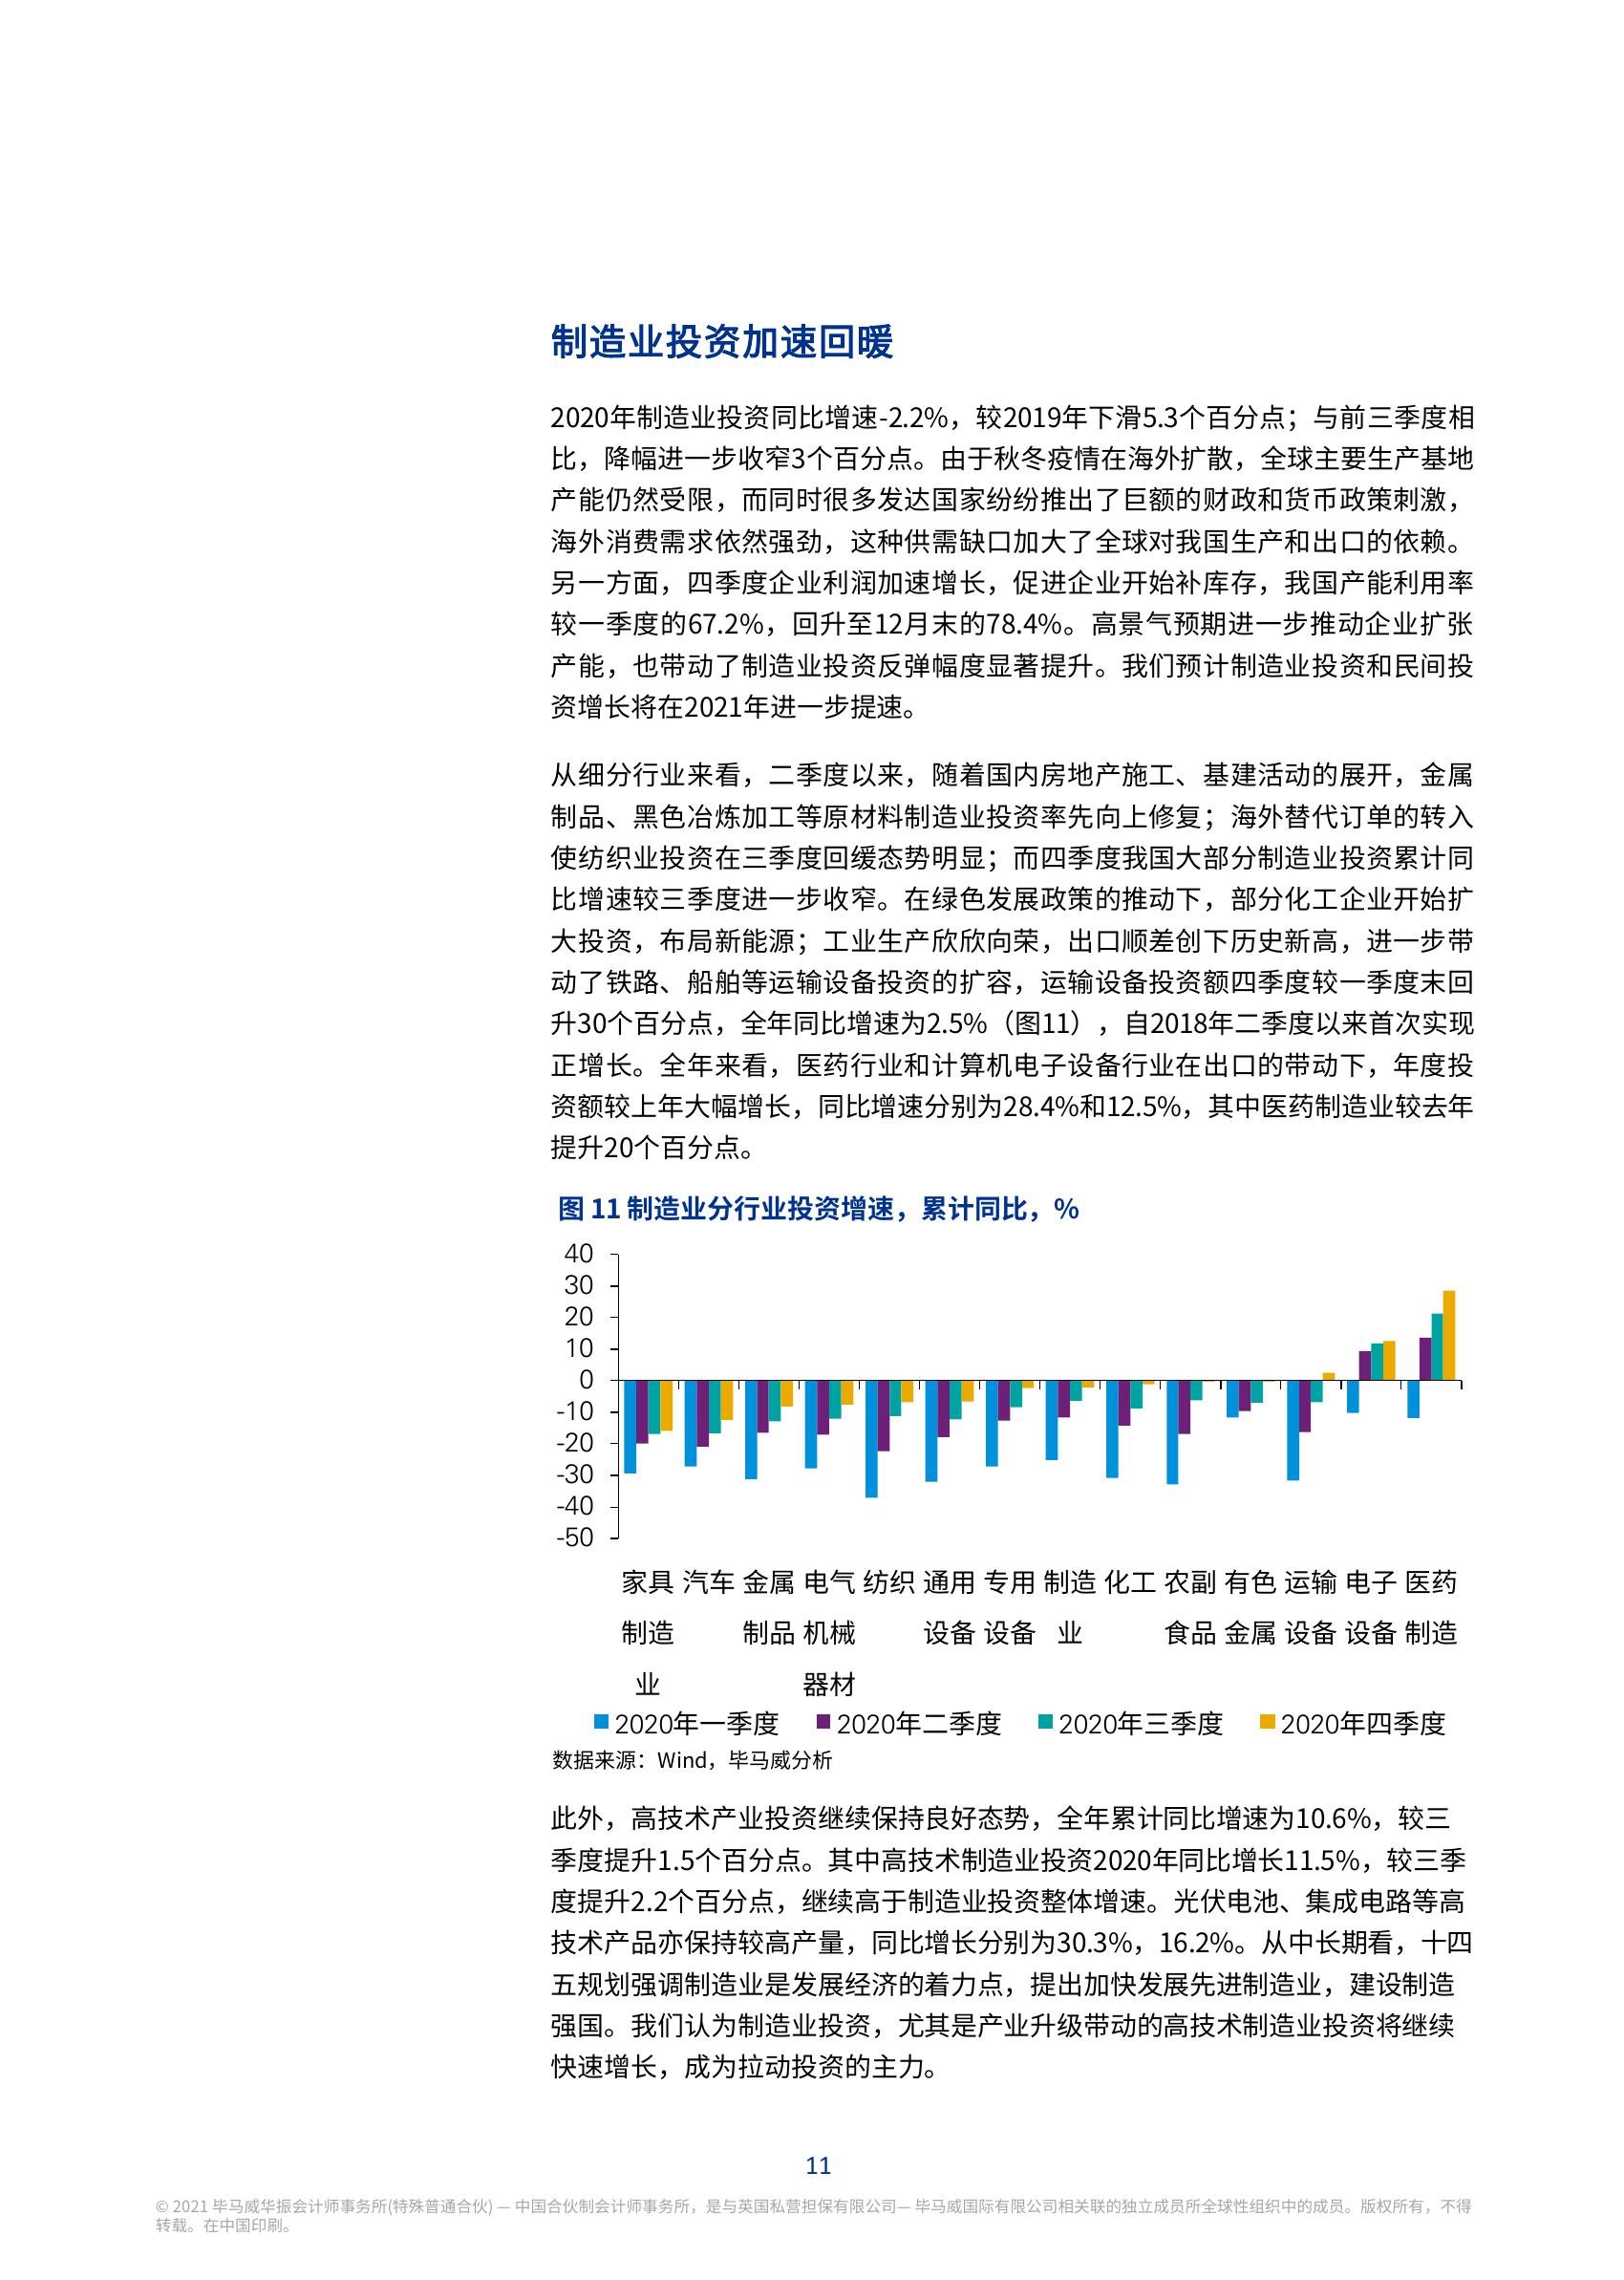 制造业投资加速回暖
2020年制造业投资同比增速-2.2%，较2019年下滑5.3个百分点；与前三季度相
比，降幅进一步收窄3个百分点。由于秋冬疫情在海外扩散，全球主要生产基地
产能仍然受限，而同时很多发达国家纷纷推出了巨额的财政和货币政策刺激，
海外消费需求依然强劲，这种供需缺口加大了全球对我国生产和出口的依赖。
另一方面，四季度企业利润加速增长，促进企业开始补库存，我国产能利用率
较一季度的67.2%，回升至12月末的78.4%。高景气预期进一步推动企业扩张
产能，也带动了制造业投资反弹幅度显著提升。我们预计制造业投资和民间投
资增长将在2021年进一步提速。
从细分行业来看，二季度以来，随着国内房地产施工、基建活动的展开，金属
制品、黑色冶炼加工等原材料制造业投资率先向上修复；海外替代订单的转入
使纺织业投资在三季度回缓态势明显；而四季度我国大部分制造业投资累计同
比增速较三季度进一步收窄。在绿色发展政策的推动下，部分化工企业开始扩
大投资，布局新能源；工业生产欣欣向荣，出口顺差创下历史新高，进一步带
动了铁路、船舶等运输设备投资的扩容，运输设备投资额四季度较一季度末回
升30个百分点，全年同比增速为2.5%（图11），自2018年二季度以来首次实现
正增长。全年来看，医药行业和计算机电子设备行业在出口的带动下，年度投
资额较上年大幅增长，同比增速分别为28.4%和12.5%，其中医药制造业较去年
提升20个百分点。
图 11 制造业分行业投资增速，累计同比，%
40
30
20
10
0
-10
-20
-30
-40
-50
家具 汽车 金属 电气 纺织 通用 专用 制造 化工 农副 有色 运输 电子 医药
制造 制品 机械 设备 设备 业 食品 金属 设备 设备 制造
业 器材
2020年一季度 2020年二季度 2020年三季度 2020年四季度
数据来源：Wind，毕马威分析
此外，高技术产业投资继续保持良好态势，全年累计同比增速为10.6%，较三
季度提升1.5个百分点。其中高技术制造业投资2020年同比增长11.5%，较三季
度提升2.2个百分点，继续高于制造业投资整体增速。光伏电池、集成电路等高
技术产品亦保持较高产量，同比增长分别为30.3%，16.2%。从中长期看，十四
五规划强调制造业是发展经济的着力点，提出加快发展先进制造业，建设制造
强国。我们认为制造业投资，尤其是产业升级带动的高技术制造业投资将继续
快速增长，成为拉动投资的主力。
11
© 2021 毕马威华振会计师事务所(特殊普通合伙) — 中国合伙制会计师事务所，是与英国私营担保有限公司— 毕马威国际有限公司相关联的独立成员所全球性组织中的成员。版权所有，不得
转载。在中国印刷。